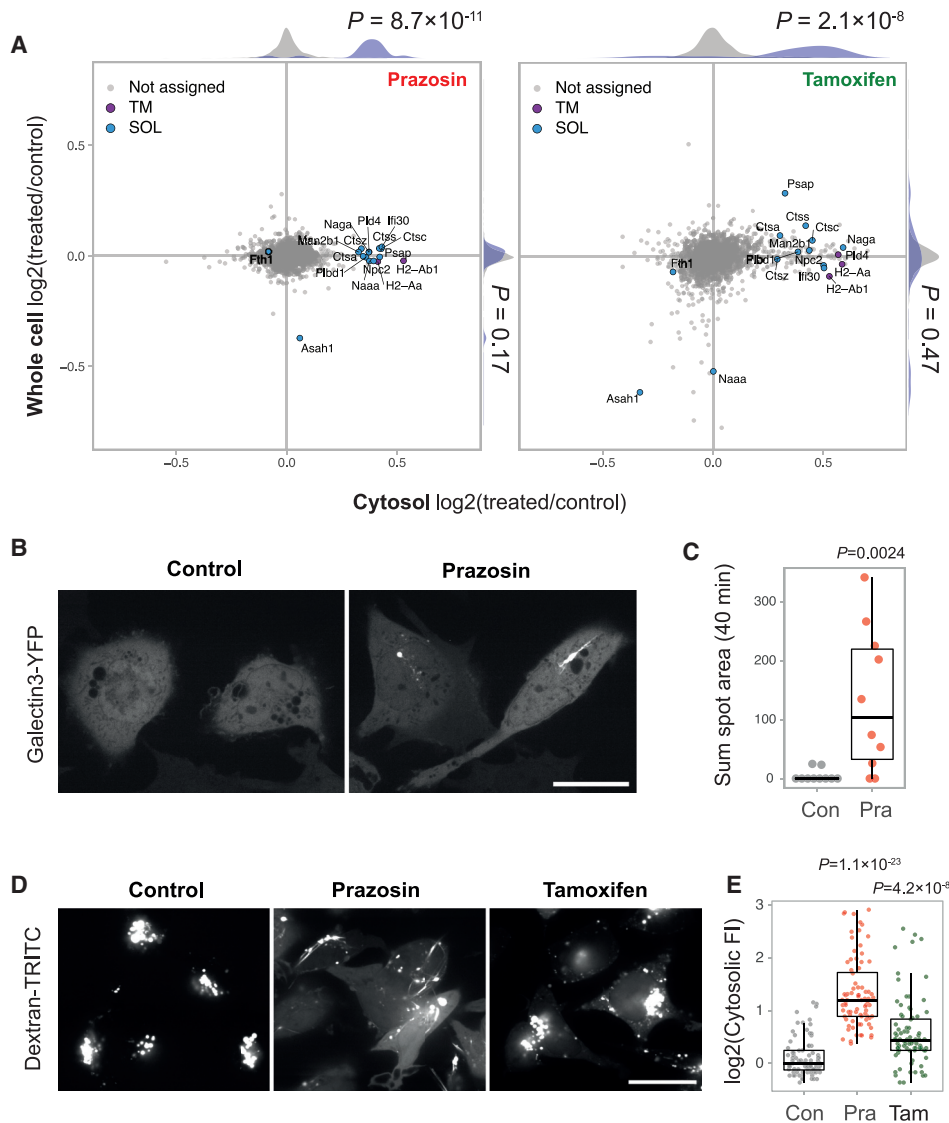 A
P = 8.7×10⁻¹¹
P = 2.1×10⁻⁸
Prazosin
Not assigned
TM
SOL
Tamoxifen
Not assigned
TM
SOL
Whole cell log2(treated/control)
0.5
0.0
−0.5
Naga
Pld4
Ifi30
Man2b1
Ctsz
Ctss
Ctsc
Fth1
Ctsa
Psap
Plbd1
Npc2
H2−Ab1
Naaa
H2−Aa
Asah1
P = 0.17
Psap
Ctss
Ctsa
Ctsc
Man2b1
Naga
Fth1
Plbd1
Npc2
Pld4
Ctsz
Ifi30
H2−Aa
H2−Ab1
Naaa
Asah1
P = 0.47
−0.5
0.0
0.5
−0.5
0.0
0.5
Cytosol log2(treated/control)
B
Control
Prazosin
Galectin3-YFP
C
P=0.0024
Sum spot area (40 min)
300
200
100
0
Con
Pra
D
Control
Prazosin
Tamoxifen
Dextran-TRITC
E
P=1.1×10⁻²³
P=4.2×10⁻⁸
log2(Cytosolic FI)
3
2
1
0
Con
Pra
Tam